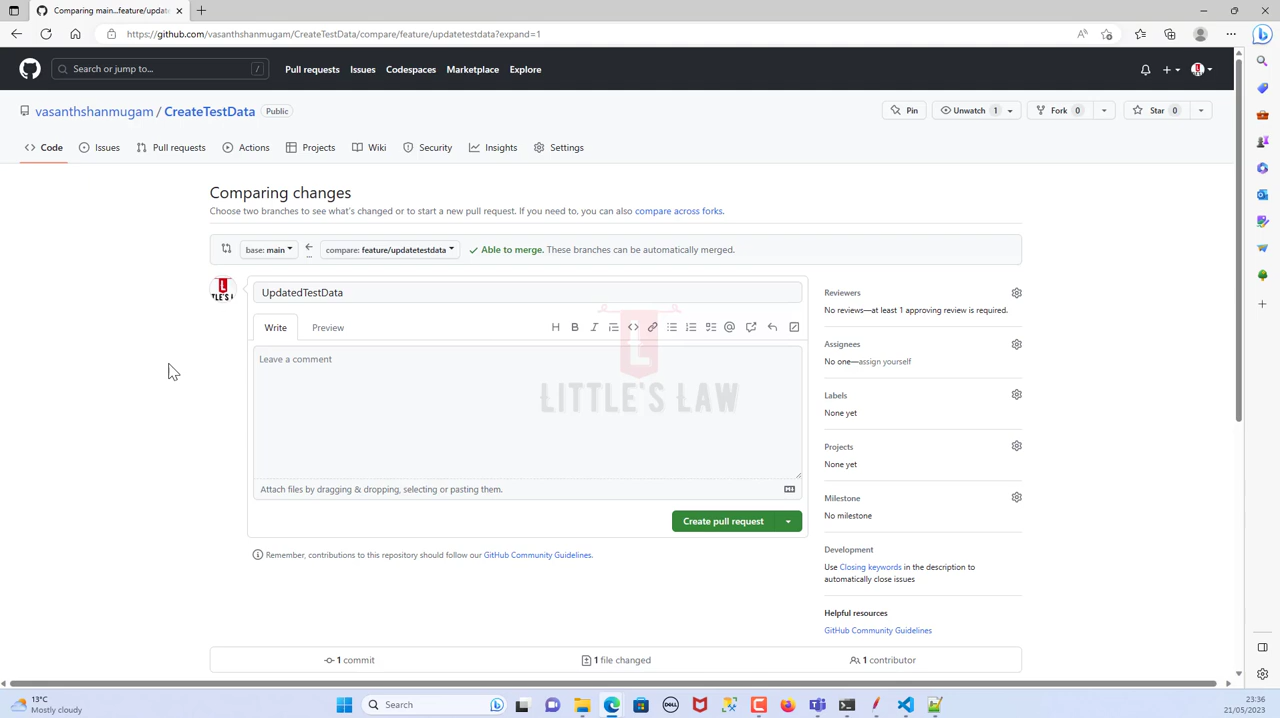 Comparing main...feature/updat
https://github.com/vasanthshanmugam/CreateTestData/compare/feature/updatetestdata?expand=1
Search or jump to...
/
Pull requests
Issues
Codespaces
Marketplace
Explore
vasanthshanmugam / CreateTestData
Public
Pin
Unwatch 1
Fork 0
Star 0
Code
Issues
Pull requests
Actions
Projects
Wiki
Security
Insights
Settings
Comparing changes
Choose two branches to see what's changed or to start a new pull request. If you need to, you can also compare across forks.
base: main
compare: feature/updatetestdata
Able to merge. These branches can be automatically merged.
LITTLE'S L
UpdatedTestData
Write
Preview
Leave a comment
L
LITTLE'S LAW
Attach files by dragging & dropping, selecting or pasting them.
Create pull request
Remember, contributions to this repository should follow our GitHub Community Guidelines.
Reviewers
No reviews—at least 1 approving review is required.
Assignees
No one—assign yourself
Labels
None yet
Projects
None yet
Milestone
No milestone
Development
Use Closing keywords in the description to
automatically close issues
Helpful resources
GitHub Community Guidelines
1 commit
1 file changed
1 contributor
13°C
Mostly cloudy
Search
DELL
23:36
21/05/2023